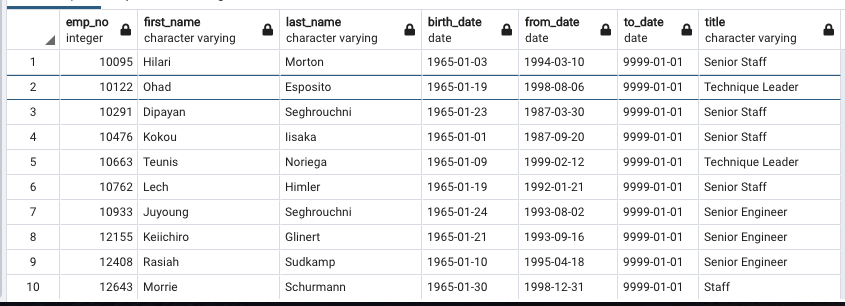 emp_no integer first_name character varying last_name character varying birth_date date from_date date to_date date title character varying
1 10095 Hilari Morton 1965-01-03 1994-03-10 9999-01-01 Senior Staff
2 10122 Ohad Esposito 1965-01-19 1998-08-06 9999-01-01 Technique Leader
3 10291 Dipayan Seghrouchni 1965-01-23 1987-03-30 9999-01-01 Senior Staff
4 10476 Kokou Iisaka 1965-01-01 1987-09-20 9999-01-01 Senior Staff
5 10663 Teunis Noriega 1965-01-09 1999-02-12 9999-01-01 Technique Leader
6 10762 Lech Himler 1965-01-19 1992-01-21 9999-01-01 Senior Staff
7 10933 Juyoung Seghrouchni 1965-01-24 1993-08-02 9999-01-01 Senior Engineer
8 12155 Keiichiro Glinert 1965-01-21 1993-09-16 9999-01-01 Senior Engineer
9 12408 Rasiah Sudkamp 1965-01-10 1995-04-18 9999-01-01 Senior Engineer
10 12643 Morrie Schurmann 1965-01-30 1998-12-31 9999-01-01 Staff